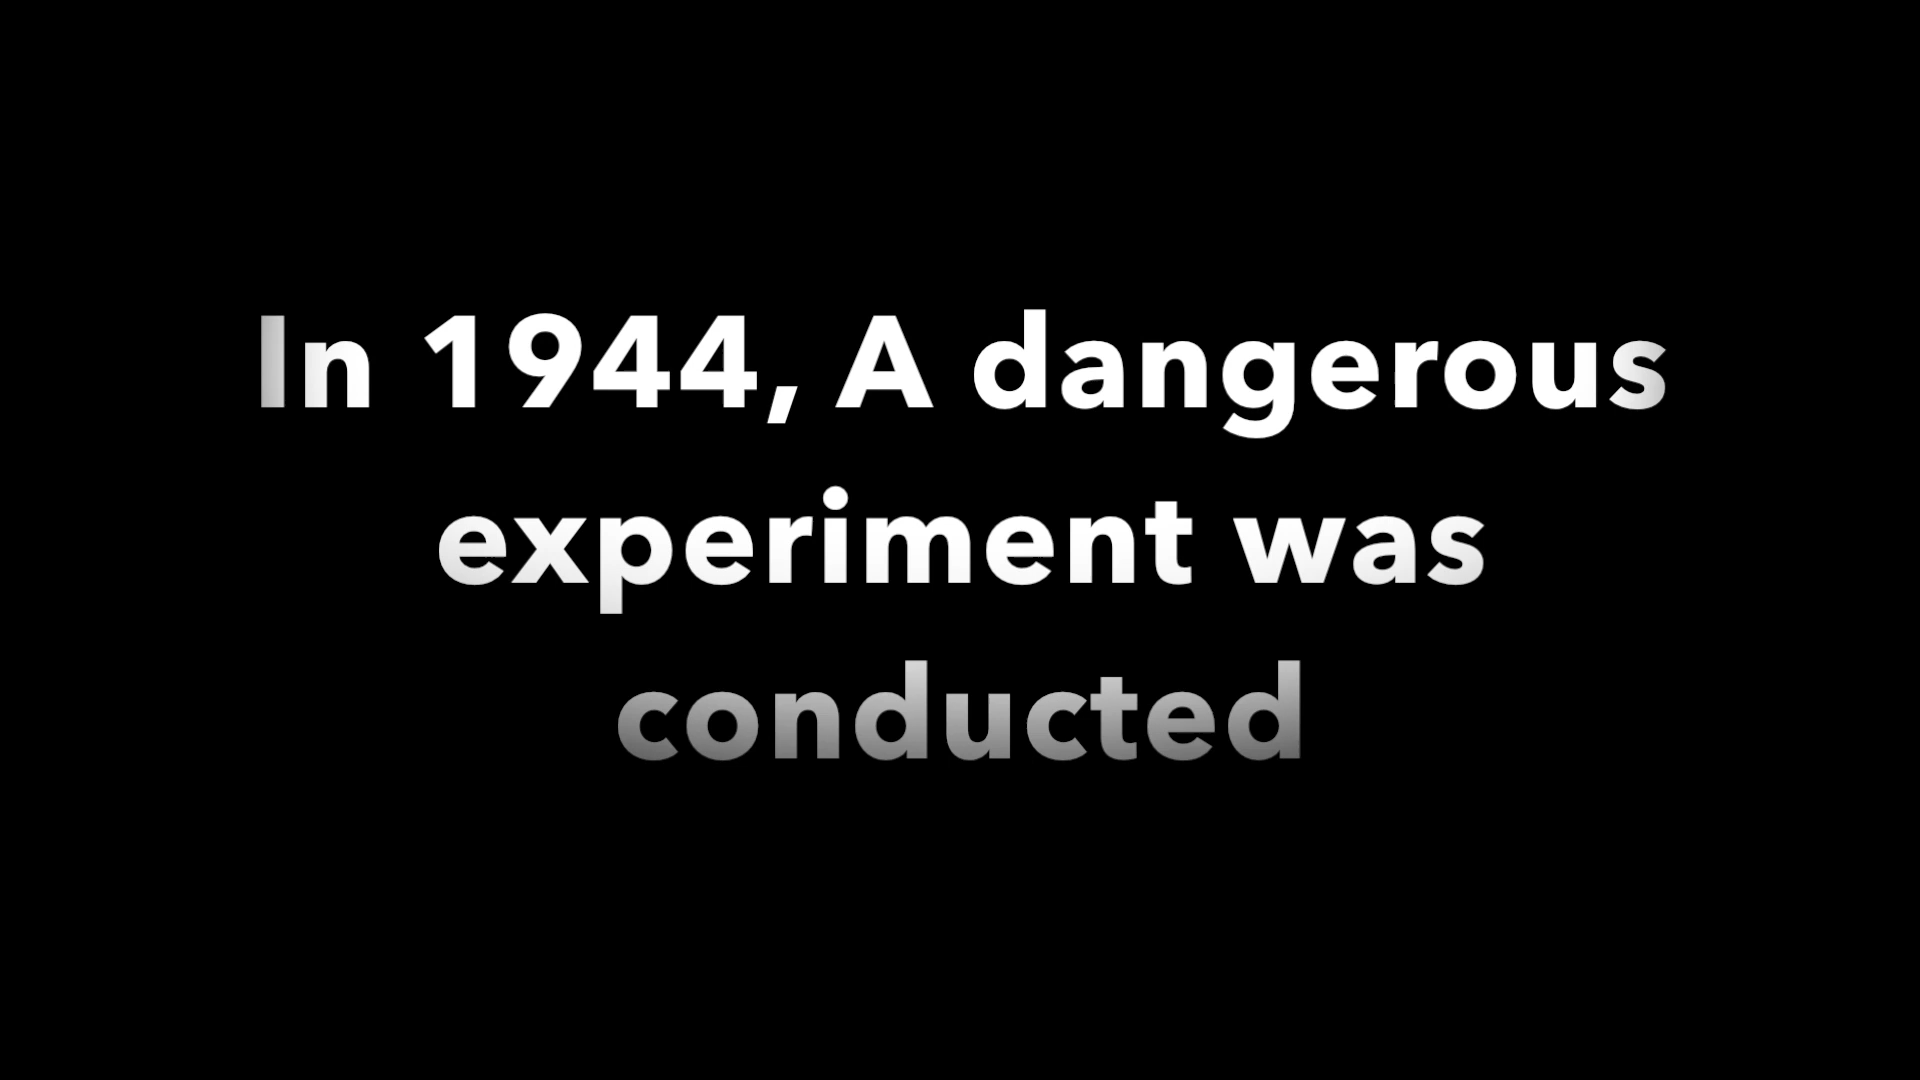 In 1944, A dangerous
experiment was
conducted